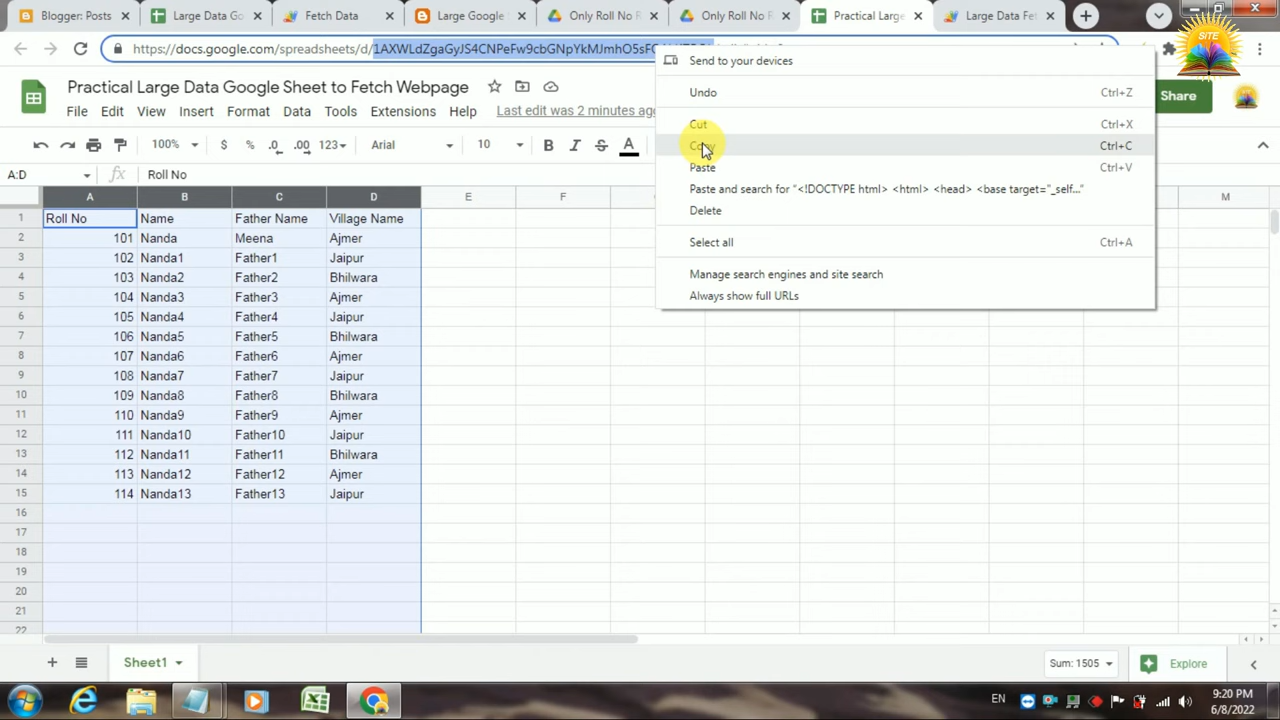 Blogger: Posts
Large Data Go
Fetch Data
Large Google
Only Roll No R
Only Roll No R
Practical Large
Large Data Fet
SITE
https://docs.google.com/spreadsheets/d/1AXWLdZgaGyJS4CNPeFw9cbGNpYkMJmhO5sF
Practical Large Data Google Sheet to Fetch Webpage
Share
File Edit View Insert Format Data Tools Extensions Help Last edit was 2 minutes ago
100% $ % .0 .00 123 Arial 10 B I S A
A:D fx Roll No
Send to your devices
Undo Ctrl+Z
Cut Ctrl+X
Copy Ctrl+C
Paste Ctrl+V
Paste and search for "<!DOCTYPE html> <html> <head> <base target="_self..."
Delete
Select all Ctrl+A
Manage search engines and site search
Always show full URLs
A B C D E F M
1 Roll No Name Father Name Village Name
2 101 Nanda Meena Ajmer
3 102 Nanda1 Father1 Jaipur
4 103 Nanda2 Father2 Bhilwara
5 104 Nanda3 Father3 Ajmer
6 105 Nanda4 Father4 Jaipur
7 106 Nanda5 Father5 Bhilwara
8 107 Nanda6 Father6 Ajmer
9 108 Nanda7 Father7 Jaipur
10 109 Nanda8 Father8 Bhilwara
11 110 Nanda9 Father9 Ajmer
12 111 Nanda10 Father10 Jaipur
13 112 Nanda11 Father11 Bhilwara
14 113 Nanda12 Father12 Ajmer
15 114 Nanda13 Father13 Jaipur
16
17
18
19
20
21
22
Sheet1
Sum: 1505
Explore
EN
9:20 PM
6/8/2022